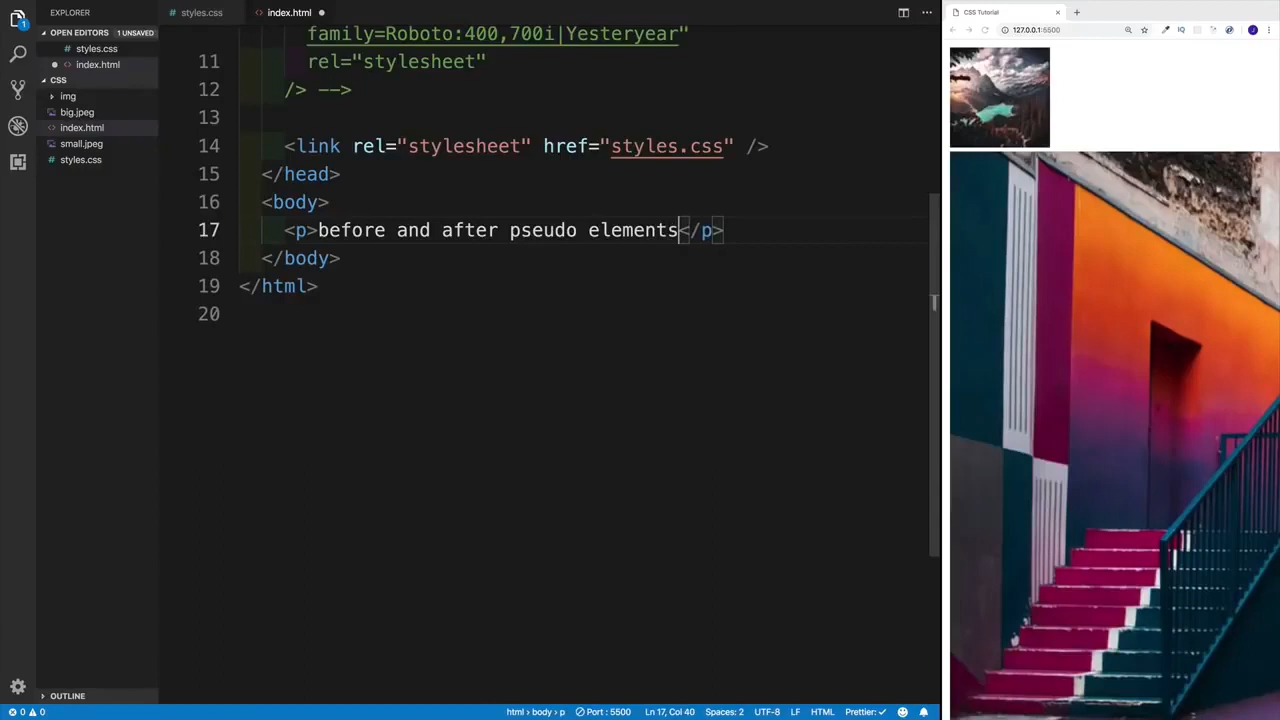 EXPLORER
OPEN EDITORS 1 UNSAVED
# styles.css
<> index.html
CSS
img
big.jpeg
index.html
small.jpeg
styles.css
OUTLINE
1
# styles.css
<> index.html
family=Roboto:400,700i|Yesteryear"
11 rel="stylesheet"
12 /> -->
13
14 <link rel="stylesheet" href="styles.css" />
15 </head>
16 <body>
17 <p>before and after pseudo elements</p>
18 </body>
19 </html>
20
0 0
html › body › p
Port : 5500
Ln 17, Col 40
Spaces: 2
UTF-8
LF
HTML
Prettier: ✓
CSS Tutorial
127.0.0.1:5500
IQ
J